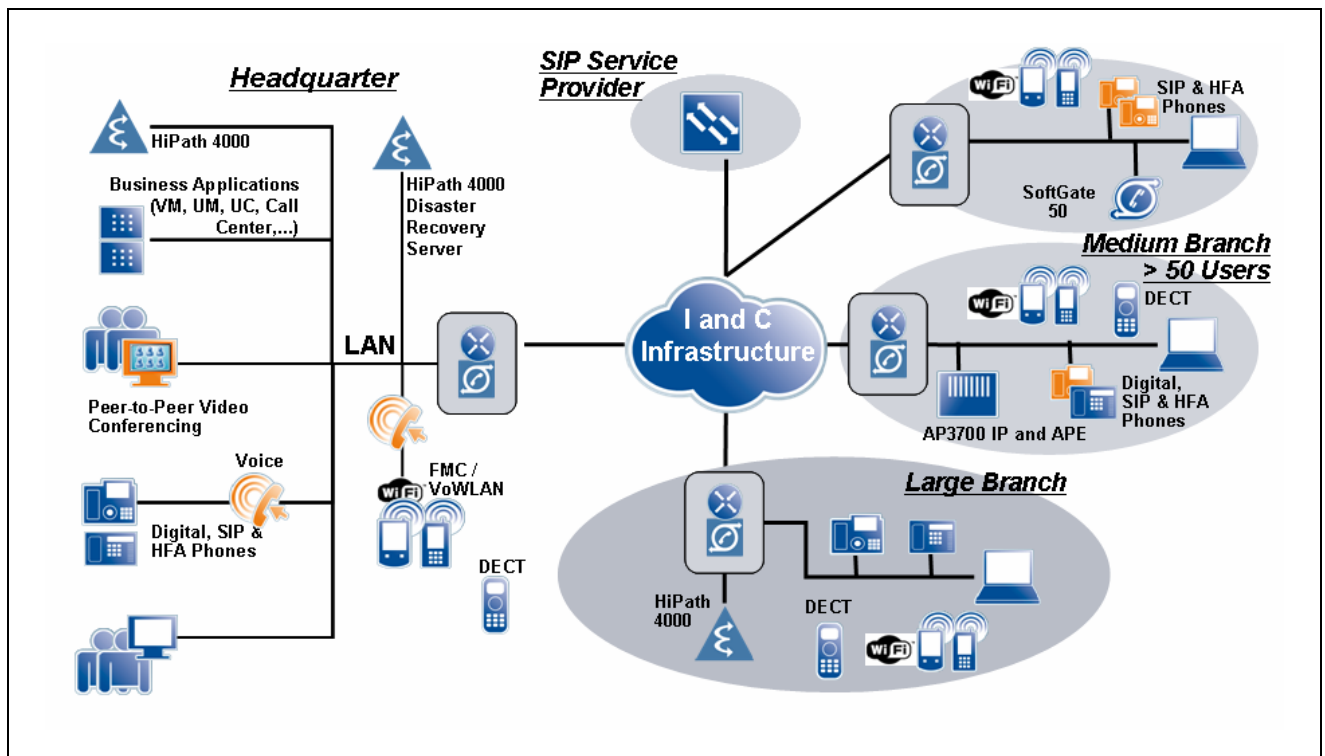 Headquarter
HiPath 4000
Business Applications
(VM, UM, UC, Call
Center,...)
Peer-to-Peer Video
Conferencing
Voice
Digital, SIP &
HFA Phones
HiPath 4000
Disaster
Recovery
Server
LAN
FMC /
WiFi VoWLAN
DECT
SIP Service
Provider
I and C
Infrastructure
WiFi
SIP & HFA
Phones
SoftGate
50
Medium Branch
> 50 Users
WiFi
DECT
Digital,
SIP & HFA
Phones
AP3700 IP and APE
Large Branch
HiPath
4000
DECT
WiFi